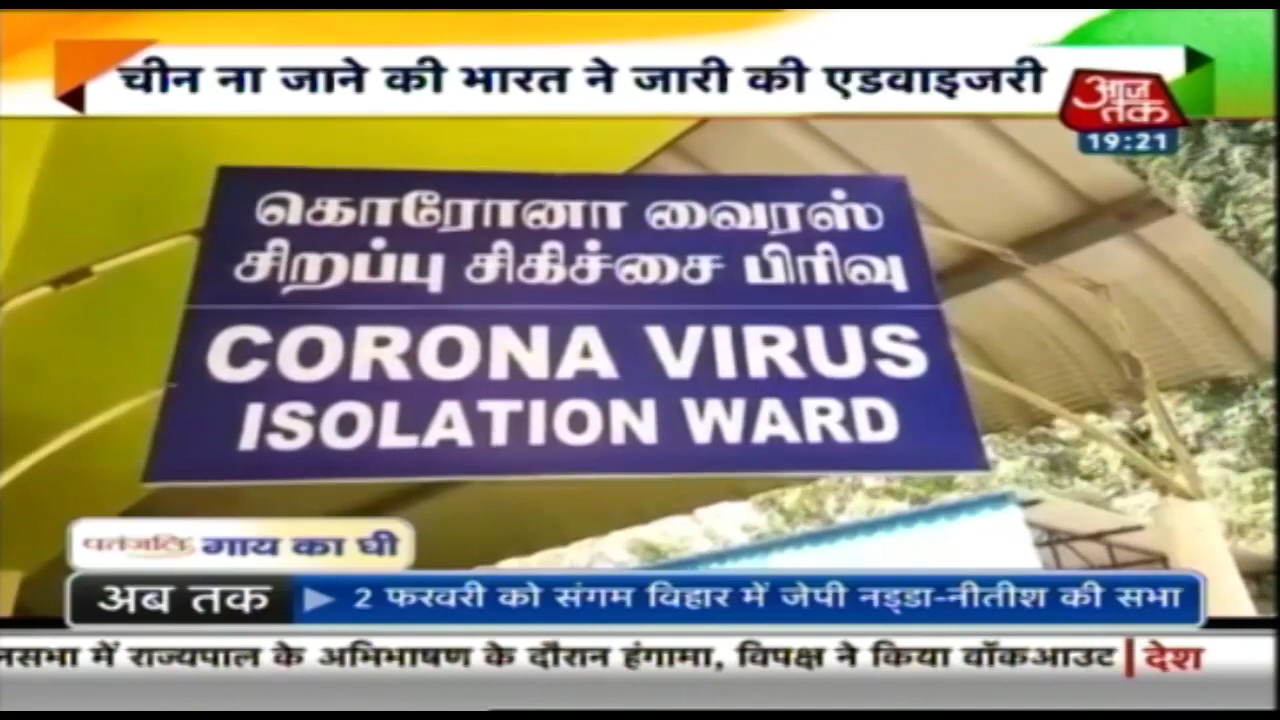 चीन ना जाने की भारत ने जारी की एडवाइजरी
आज
तक
19:21
கொரோனா வைரஸ்
சிறப்பு சிகிச்சை பிரிவு
CORONA VIRUS
ISOLATION WARD
पतंजलि गाय का घी
अब तक 2 फरवरी को संगम विहार में जेपी नड्डा-नीतीश की सभा
में राज्यपाल के अभिभाषण के दौरान हंगामा, विपक्ष ने किया वॉकआउट | देश